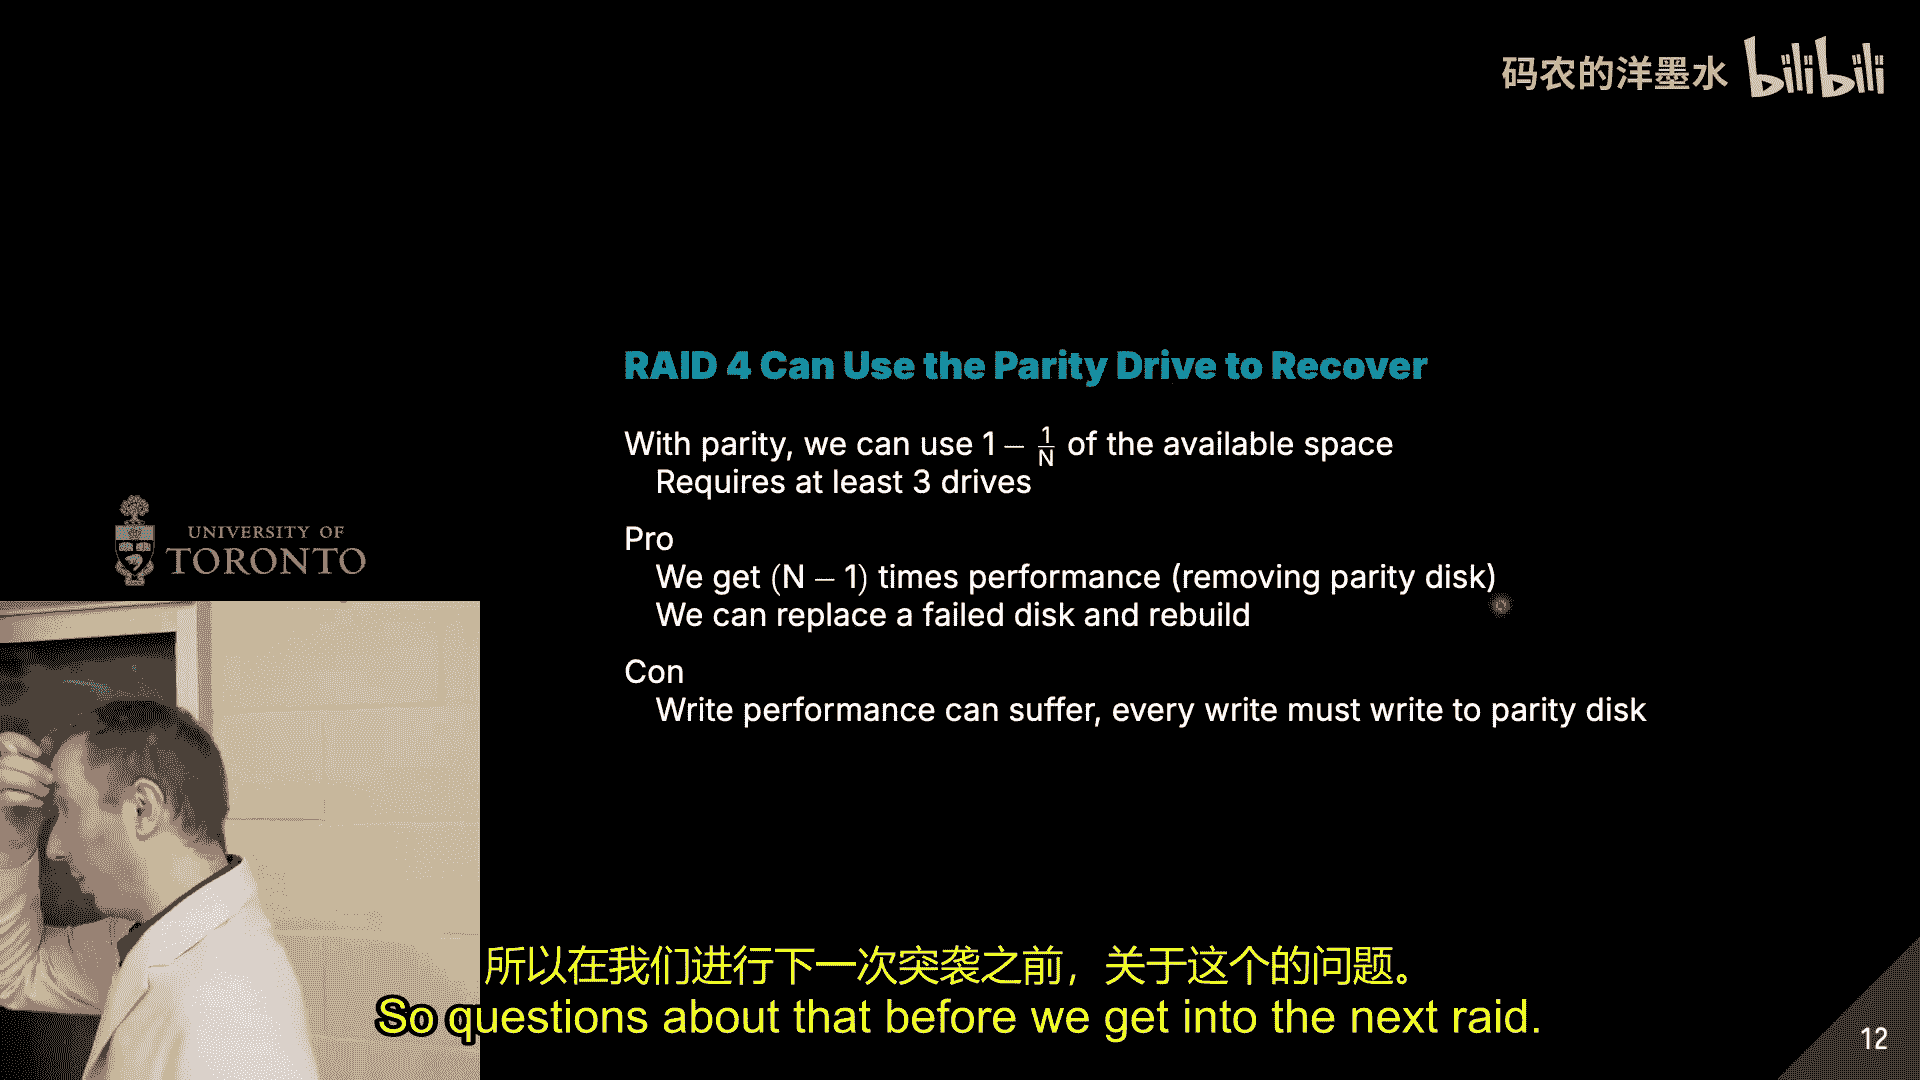 码农的洋墨水 bilibili
RAID 4 Can Use the Parity Drive to Recover
With parity, we can use 1 − 1/N of the available space
Requires at least 3 drives
Pro
We get (N − 1) times performance (removing parity disk)
We can replace a failed disk and rebuild
Con
Write performance can suffer, every write must write to parity disk
UNIVERSITY OF
TORONTO
所以在我们进行下一次突袭之前，关于这个的问题。
So questions about that before we get into the next raid.
12